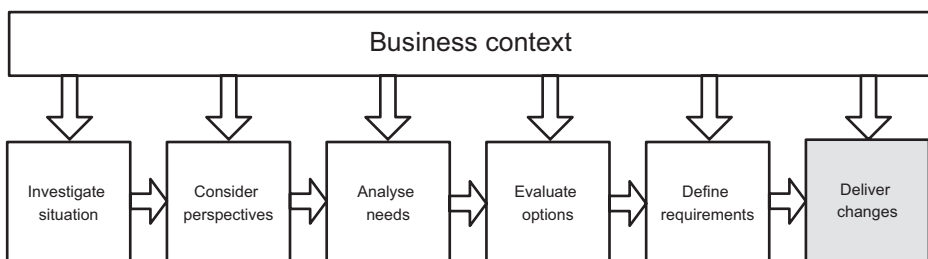 Business context
Investigate
situation
Consider
perspectives
Analyse
needs
Evaluate
options
Define
requirements
Deliver
changes